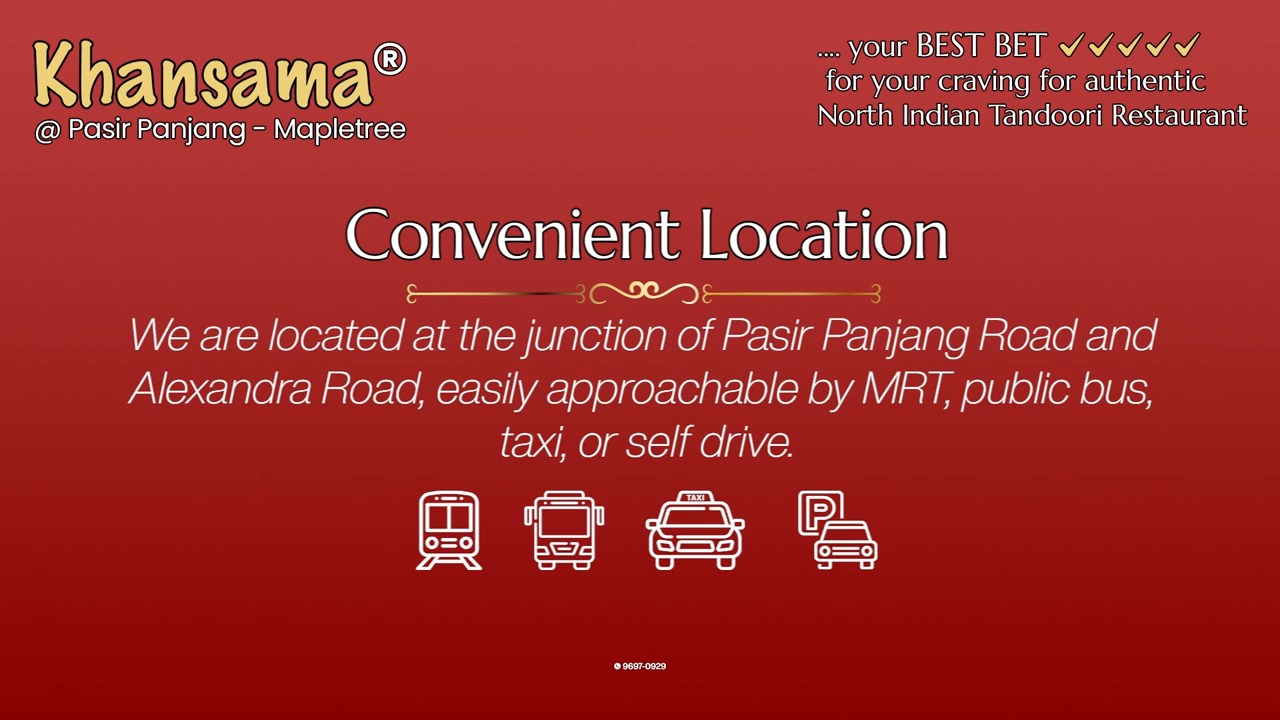 Khansama®
@ Pasir Panjang - Mapletree
.... your BEST BET ✓✓✓✓✓
for your craving for authentic
North Indian Tandoori Restaurant
Convenient Location
We are located at the junction of Pasir Panjang Road and
Alexandra Road, easily approachable by MRT, public bus,
taxi, or self drive.
TAXI
P
9697-0929